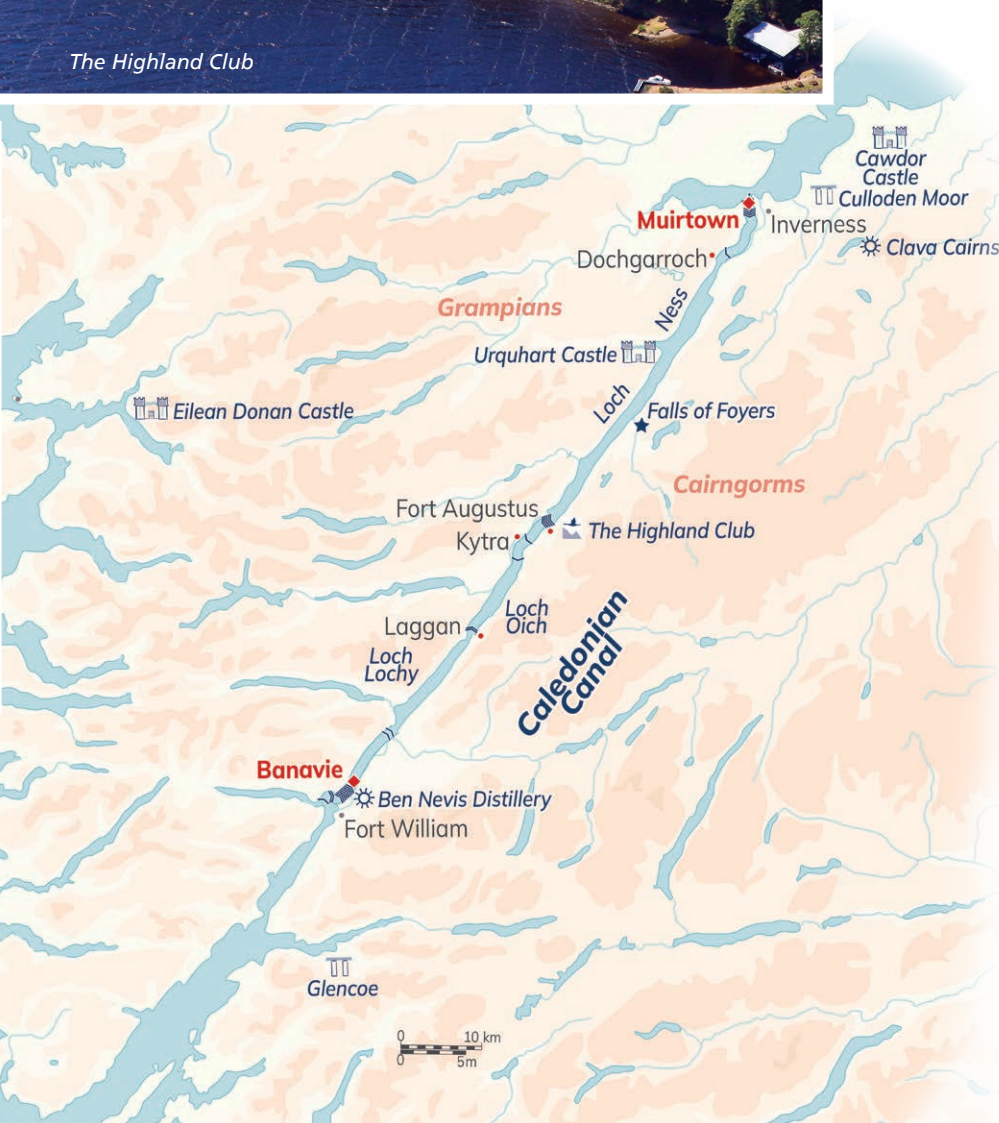 The Highland Club
Cawdor
Castle
Culloden Moor
Muirtown
Inverness
Clava Cairns
Dochgarroch
Grampians
Ness
Urquhart Castle
Loch
Falls of Foyers
Eilean Donan Castle
Cairngorms
Fort Augustus
The Highland Club
Kytra
Loch
Oich
Laggan
Loch
Lochy
Caledonian
Canal
Banavie
Ben Nevis Distillery
Fort William
Glencoe
0 10 km
0 5m